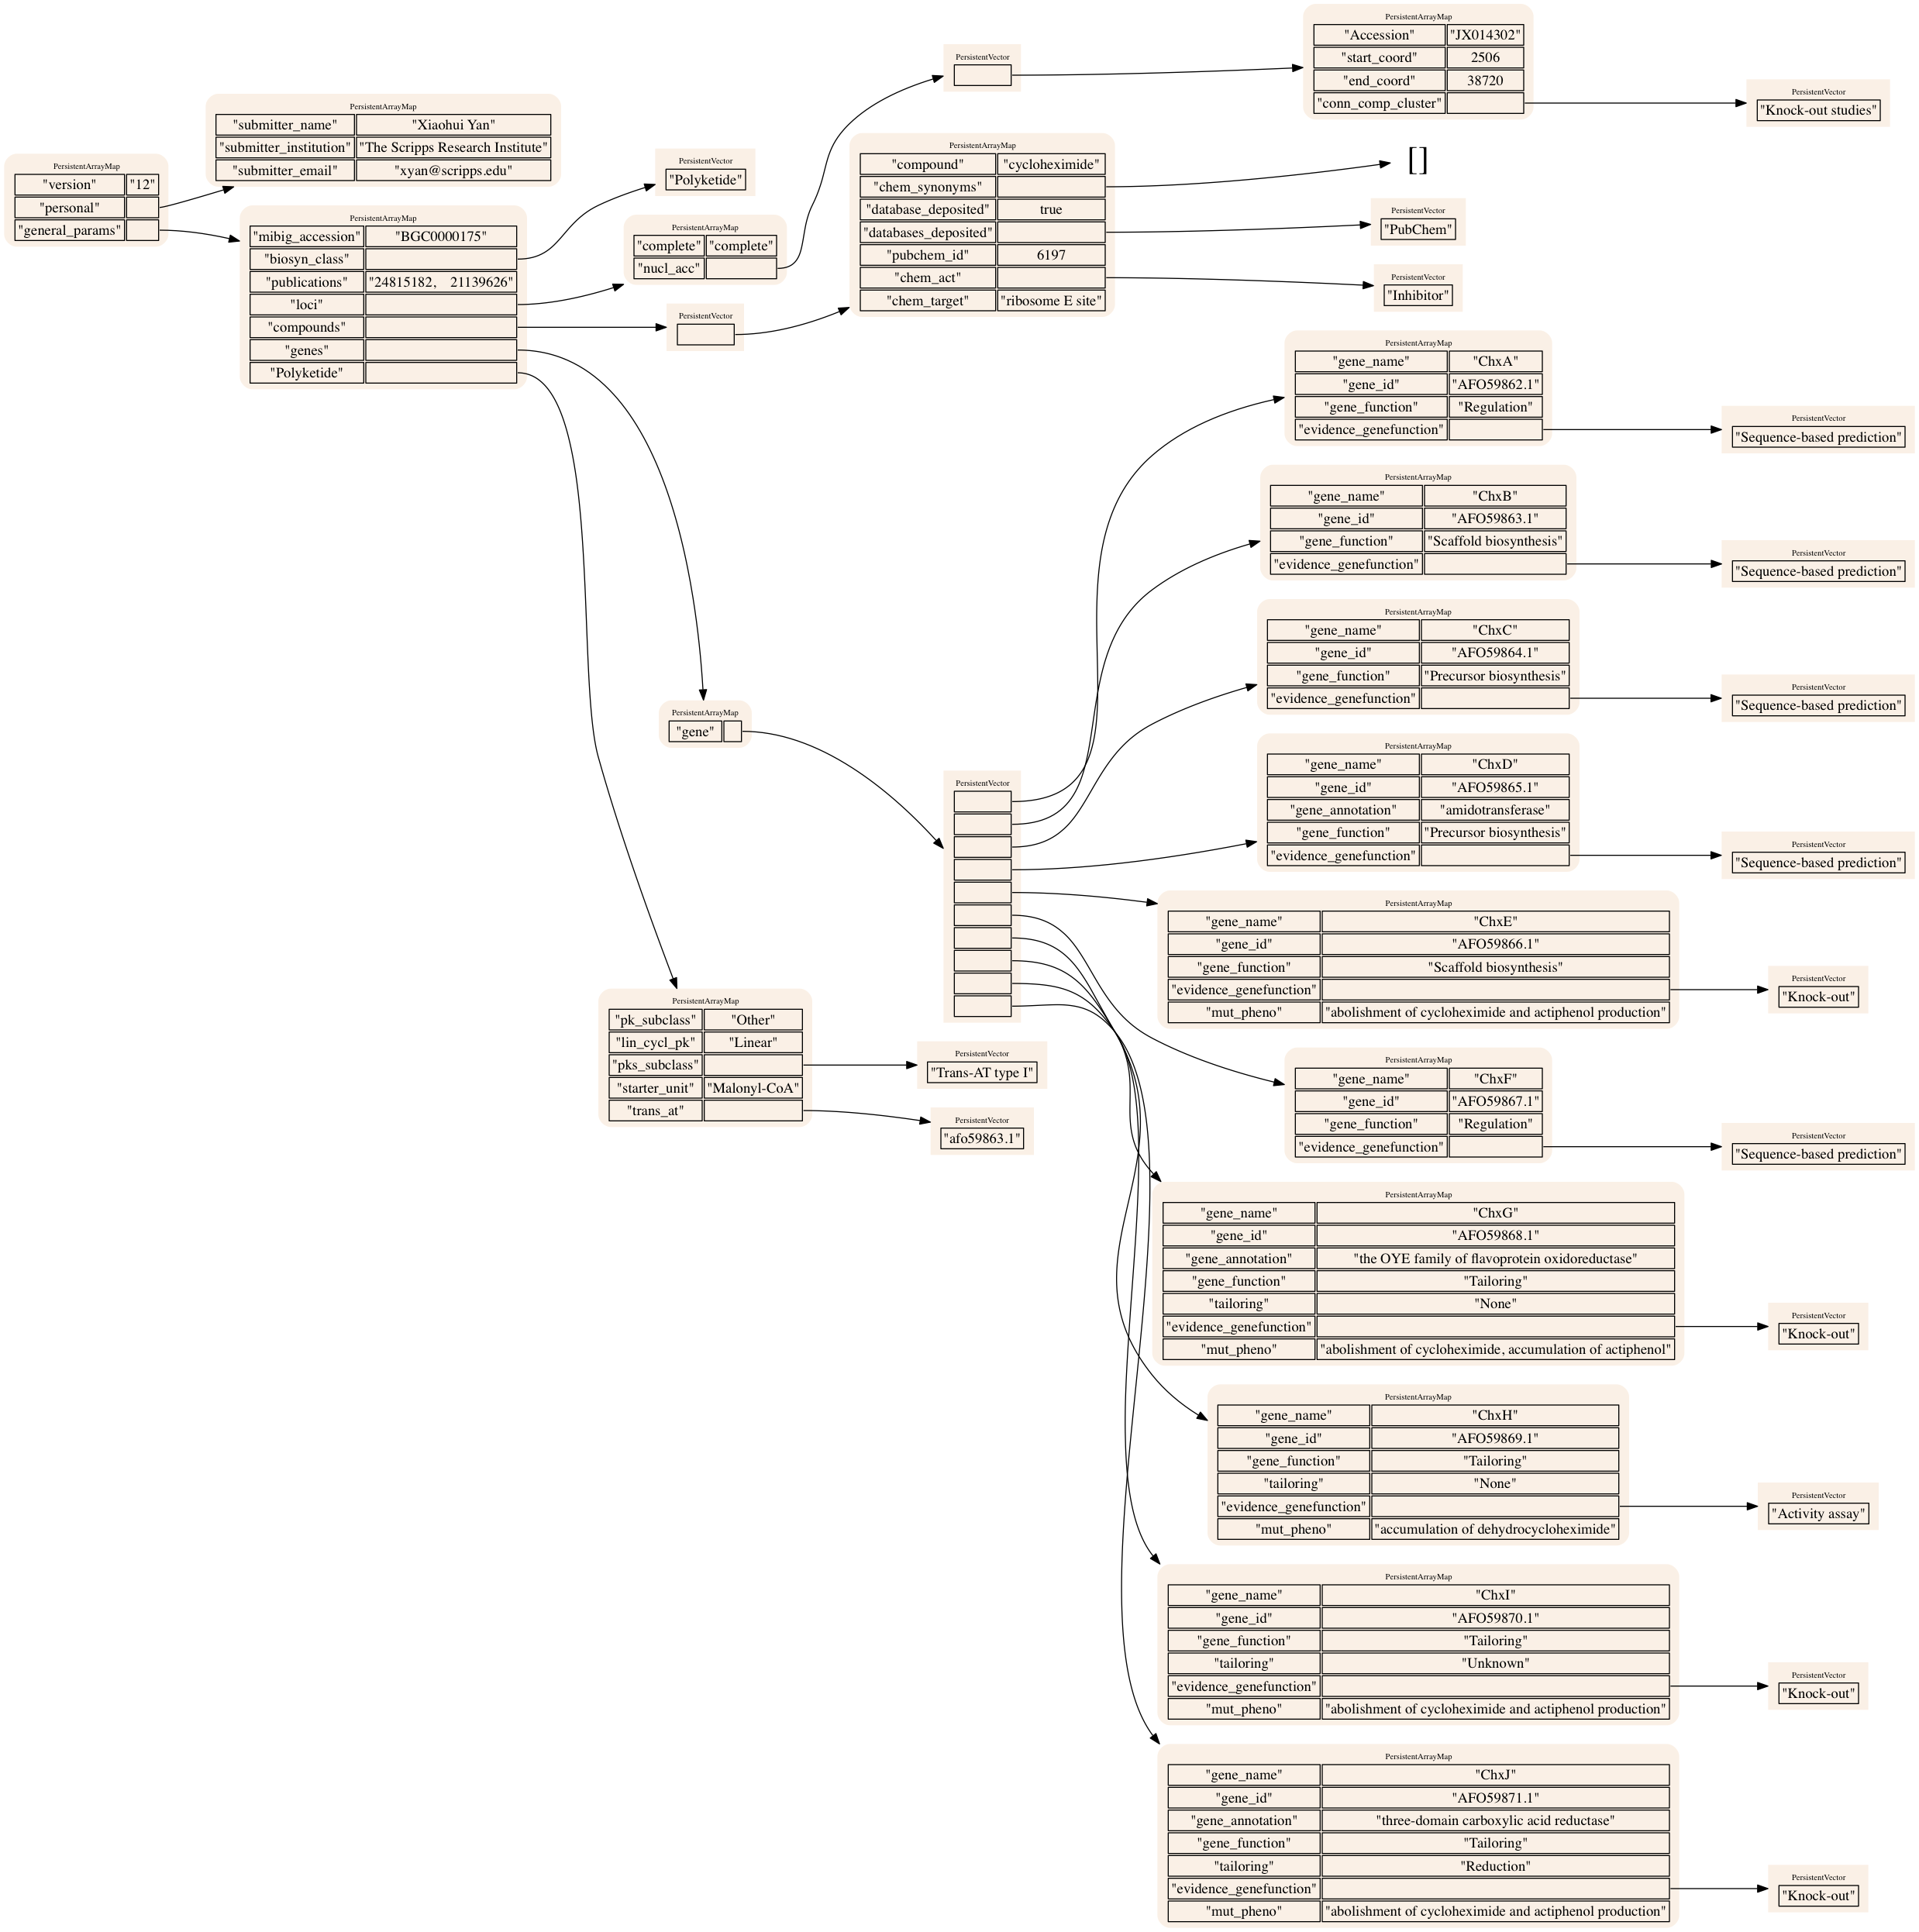 PersistentArrayMap
"version" "12"
"personal"
"general_params"
PersistentArrayMap
"submitter_name" "Xiaohui Yan"
"submitter_institution" "The Scripps Research Institute"
"submitter_email" "xyan@scripps.edu"
PersistentArrayMap
"mibig_accession" "BGC0000175"
"biosyn_class"
"publications" "24815182,   21139626"
"loci"
"compounds"
"genes"
"Polyketide"
PersistentVector
"Polyketide"
PersistentArrayMap
"complete" "complete"
"nucl_acc"
PersistentVector
PersistentVector
PersistentArrayMap
"Accession" "JX014302"
"start_coord" 2506
"end_coord" 38720
"conn_comp_cluster"
PersistentVector
"Knock-out studies"
PersistentArrayMap
"compound" "cycloheximide"
"chem_synonyms"
"database_deposited" true
"databases_deposited"
"pubchem_id" 6197
"chem_act"
"chem_target" "ribosome E site"
[]
PersistentVector
"PubChem"
PersistentVector
"Inhibitor"
PersistentArrayMap
"gene"
PersistentVector
PersistentArrayMap
"gene_name" "ChxA"
"gene_id" "AFO59862.1"
"gene_function" "Regulation"
"evidence_genefunction"
PersistentVector
"Sequence-based prediction"
PersistentArrayMap
"gene_name" "ChxB"
"gene_id" "AFO59863.1"
"gene_function" "Scaffold biosynthesis"
"evidence_genefunction"
PersistentVector
"Sequence-based prediction"
PersistentArrayMap
"gene_name" "ChxC"
"gene_id" "AFO59864.1"
"gene_function" "Precursor biosynthesis"
"evidence_genefunction"
PersistentVector
"Sequence-based prediction"
PersistentArrayMap
"gene_name" "ChxD"
"gene_id" "AFO59865.1"
"gene_annotation" "amidotransferase"
"gene_function" "Precursor biosynthesis"
"evidence_genefunction"
PersistentVector
"Sequence-based prediction"
PersistentArrayMap
"gene_name" "ChxE"
"gene_id" "AFO59866.1"
"gene_function" "Scaffold biosynthesis"
"evidence_genefunction"
"mut_pheno" "abolishment of cycloheximide and actiphenol production"
PersistentVector
"Knock-out"
PersistentArrayMap
"pk_subclass" "Other"
"lin_cycl_pk" "Linear"
"pks_subclass"
"starter_unit" "Malonyl-CoA"
"trans_at"
PersistentVector
"Trans-AT type I"
PersistentVector
"afo59863.1"
PersistentArrayMap
"gene_name" "ChxF"
"gene_id" "AFO59867.1"
"gene_function" "Regulation"
"evidence_genefunction"
PersistentVector
"Sequence-based prediction"
PersistentArrayMap
"gene_name" "ChxG"
"gene_id" "AFO59868.1"
"gene_annotation" "the OYE family of flavoprotein oxidoreductase"
"gene_function" "Tailoring"
"tailoring" "None"
"evidence_genefunction"
"mut_pheno" "abolishment of cycloheximide, accumulation of actiphenol"
PersistentVector
"Knock-out"
PersistentArrayMap
"gene_name" "ChxH"
"gene_id" "AFO59869.1"
"gene_function" "Tailoring"
"tailoring" "None"
"evidence_genefunction"
"mut_pheno" "accumulation of dehydrocycloheximide"
PersistentVector
"Activity assay"
PersistentArrayMap
"gene_name" "ChxI"
"gene_id" "AFO59870.1"
"gene_function" "Tailoring"
"tailoring" "Unknown"
"evidence_genefunction"
"mut_pheno" "abolishment of cycloheximide and actiphenol production"
PersistentVector
"Knock-out"
PersistentArrayMap
"gene_name" "ChxJ"
"gene_id" "AFO59871.1"
"gene_annotation" "three-domain carboxylic acid reductase"
"gene_function" "Tailoring"
"tailoring" "Reduction"
"evidence_genefunction"
"mut_pheno" "abolishment of cycloheximide and actiphenol production"
PersistentVector
"Knock-out"